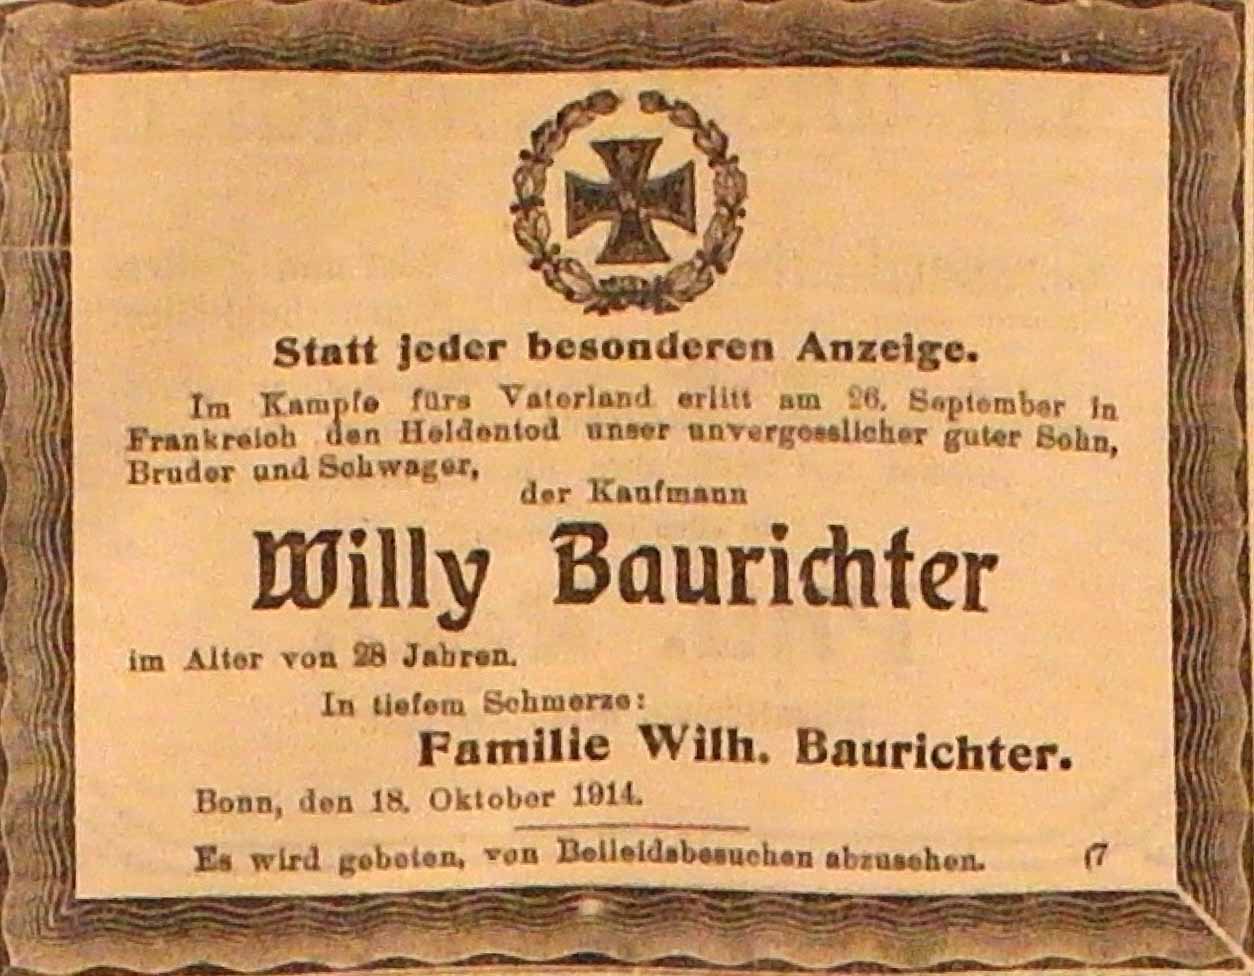 Statt jeder besonderen Anzeige.
Im Kampfe fürs Vaterland erlitt am 26. September in
Frankreich den Heldentod unser unvergesslicher guter Sohn,
Bruder und Schwager,
der Kaufmann
Willy Baurichter
im Alter von 28 Jahren.
In tiefem Schmerze:
Familie Wilh. Baurichter.
Bonn, den 18. Oktober 1914.
Es wird gebeten, von Beileidsbesuchen abzusehen. (7